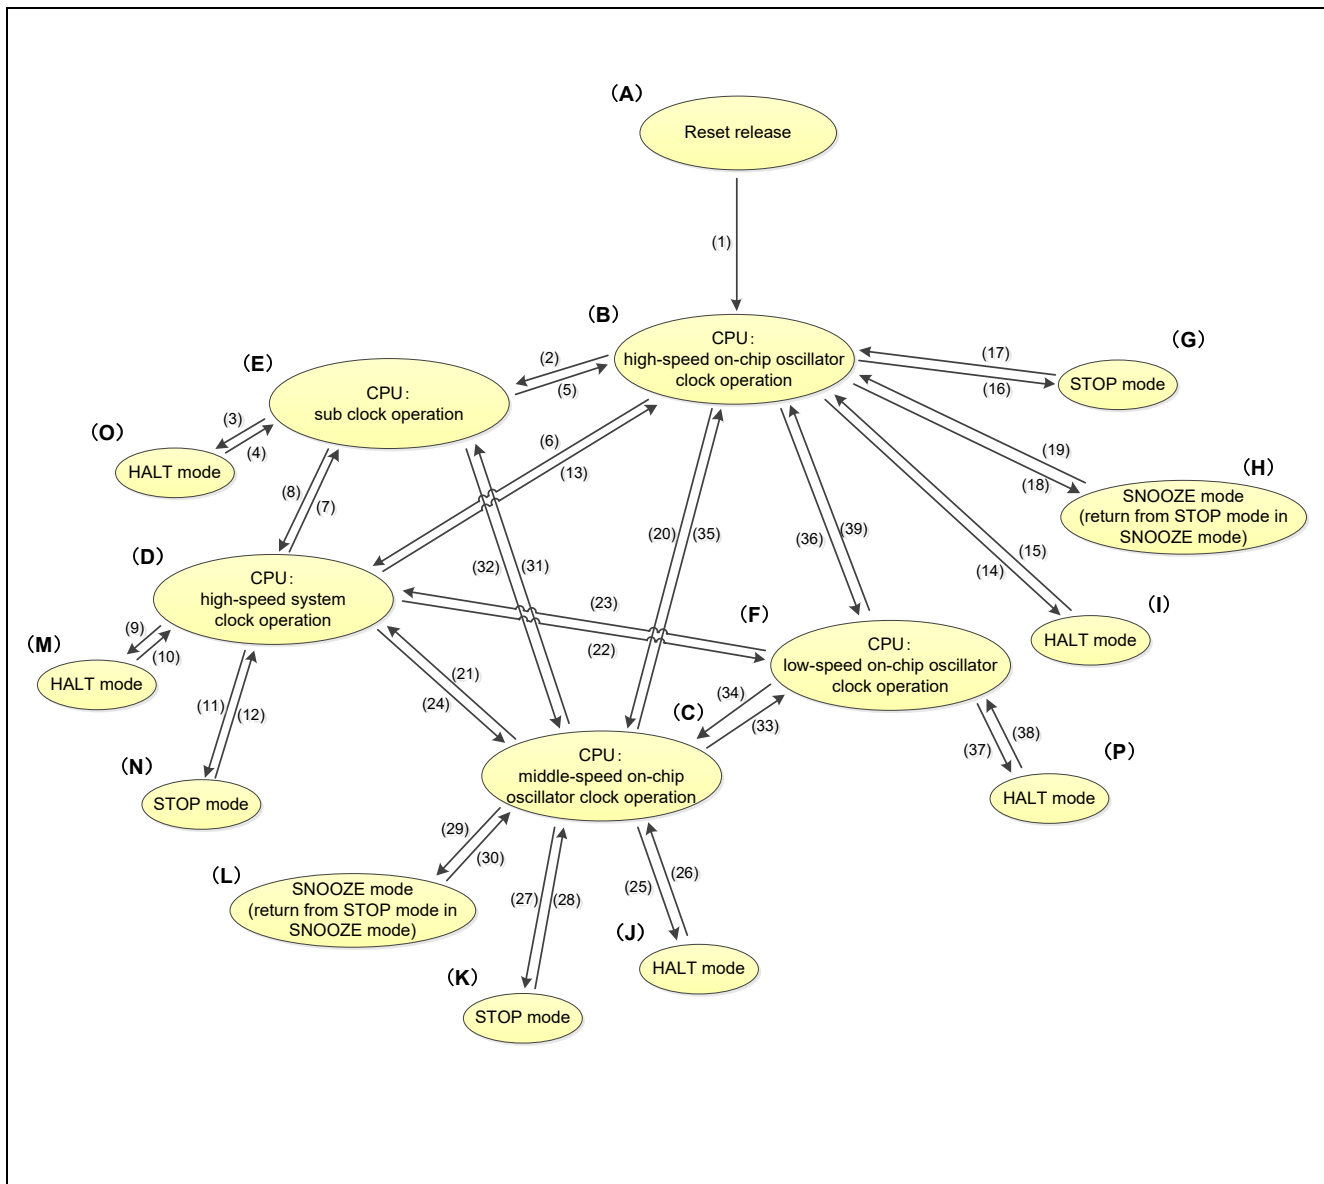 （A）
Reset release
(1)
（B）
CPU：
high-speed on-chip oscillator
clock operation
（G）
(17)
(16)
STOP mode
（E）
CPU：
sub clock operation
(2)
(5)
(3)
(4)
（O）
HALT mode
(6)
(13)
(19)
(18)
（H）
SNOOZE mode
(return from STOP mode in
SNOOZE mode)
(8)
(7)
(20)
(35)
(36)
(39)
(15)
(14)
（D）
CPU：
high-speed system
clock operation
(32)
(31)
(23)
(22)
（F）
CPU：
low-speed on-chip oscillator
clock operation
（I）
HALT mode
（M）
(9)
(10)
HALT mode
(11)
(12)
(21)
(24)
（C）
(34)
(33)
CPU：
middle-speed on-chip
oscillator clock operation
(37)
(38)
（P）
HALT mode
（N）
STOP mode
(29)
(30)
（L）
SNOOZE mode
(return from STOP mode in
SNOOZE mode)
(27)
(28)
(25)
(26)
（J）
HALT mode
（K）
STOP mode